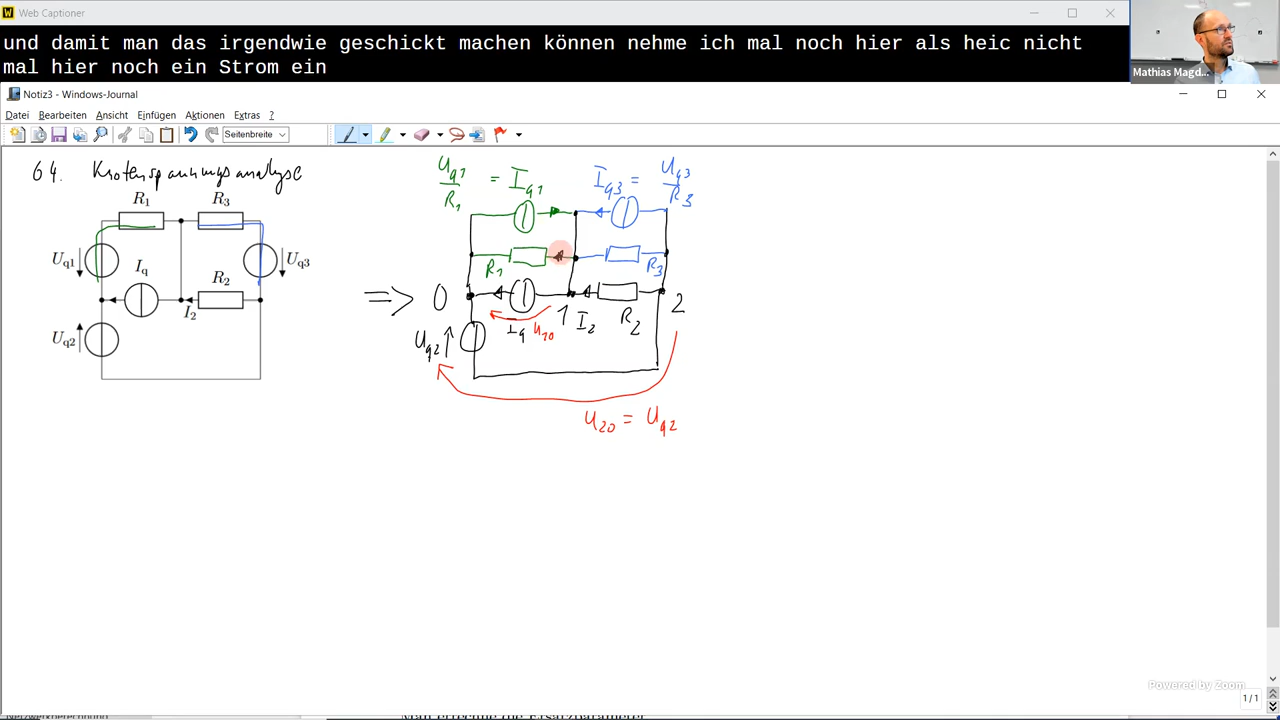 Web Captioner
und damit man das irgendwie geschickt machen können nehme ich mal noch hier als heic nicht
mal hier noch ein Strom ein
Mathias Magd...
Notiz3 - Windows-Journal
Datei Bearbeiten Ansicht Einfügen Aktionen Extras ?
Seitenbreite
64. Knotenspannungsanalyse
R1 R3
Uq1 Iq Uq3
R2
I2
Uq2
Uq1/R1 = Iq1 Iq3 = Uq3/R3
R1 R3
=> 0 1 2
Iq U10 I2 R2
Uq2
U20 = Uq2
Powered by Zoom
1/1